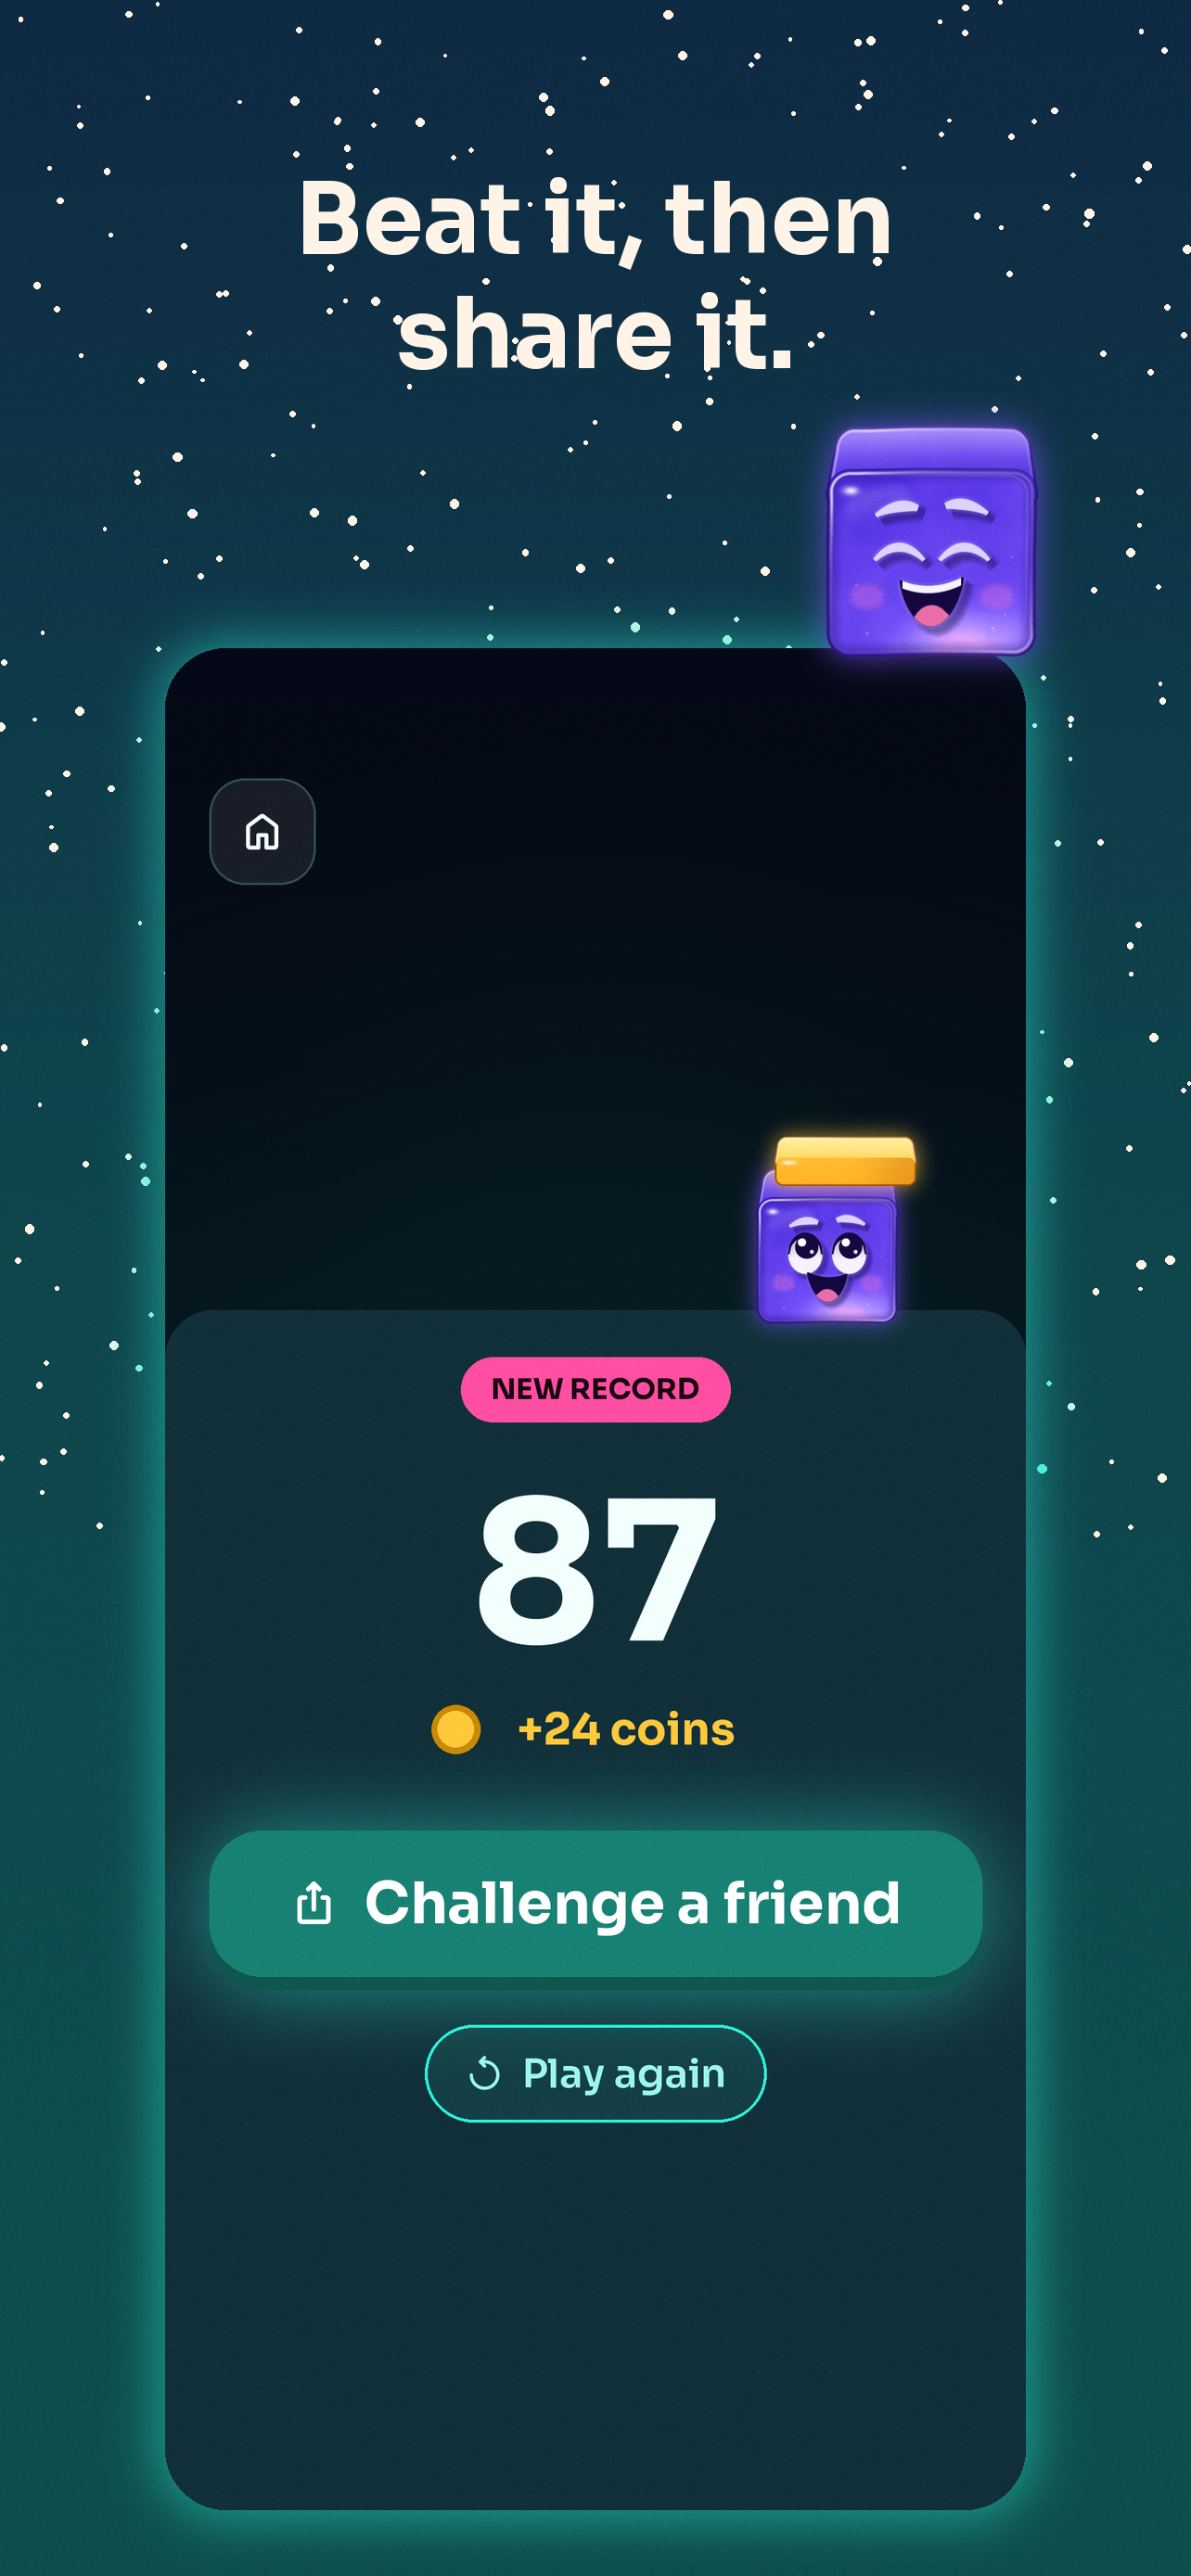 Beat it, then
share it.
NEW RECORD
87
+24 coins
Challenge a friend
Play again